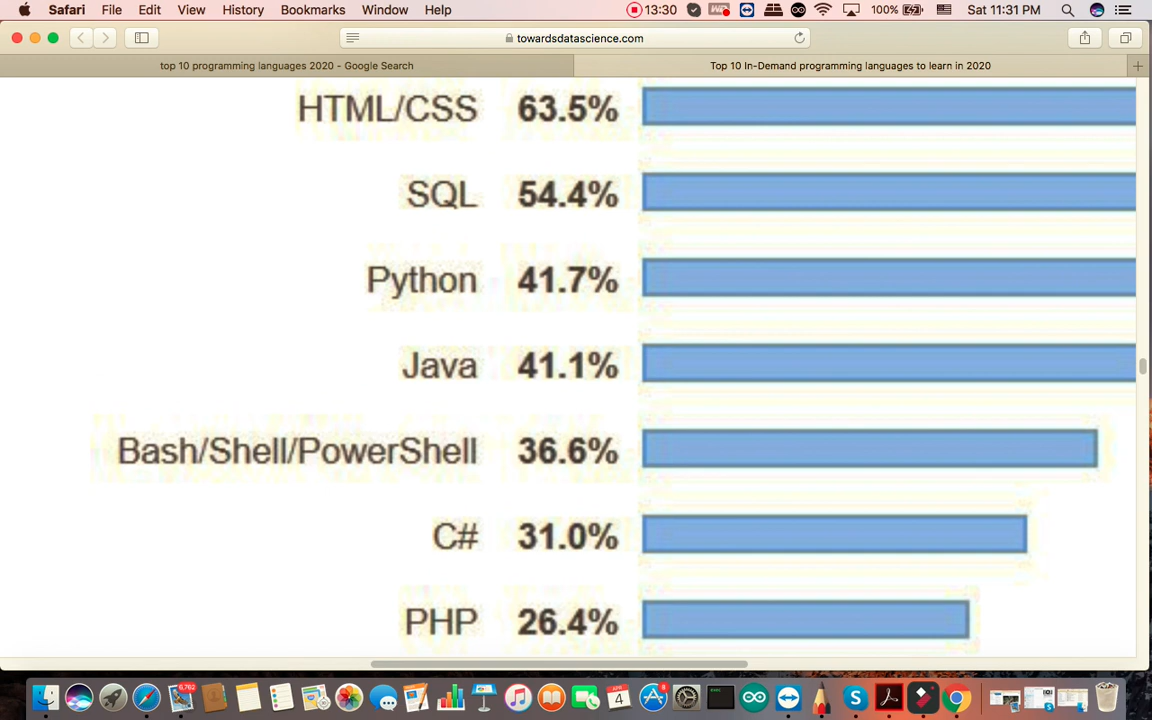 Safari File Edit View History Bookmarks Window Help 13:30 100% Sat 11:31 PM
towardsdatascience.com
top 10 programming languages 2020 - Google Search Top 10 In-Demand programming languages to learn in 2020
HTML/CSS 63.5%
SQL 54.4%
Python 41.7%
Java 41.1%
Bash/Shell/PowerShell 36.6%
C# 31.0%
PHP 26.4%